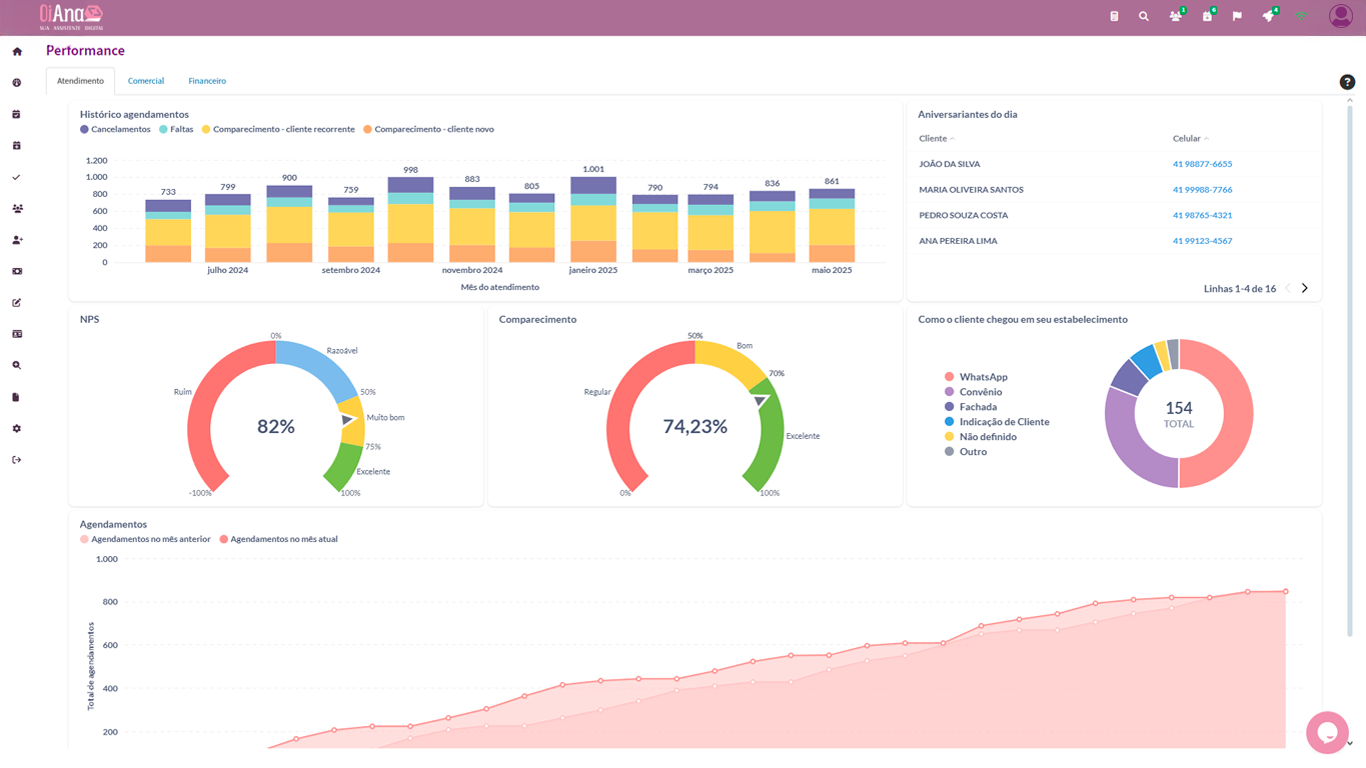 OiAna
SUA ASSISTENTE DIGITAL
1
6
4
Performance
Atendimento
Comercial
Financeiro
?
Histórico agendamentos
Cancelamentos
Faltas
Comparecimento - cliente recorrente
Comparecimento - cliente novo
1.200
1.000
800
600
400
200
0
733
799
900
759
998
883
805
1.001
790
794
836
861
julho 2024
setembro 2024
novembro 2024
janeiro 2025
março 2025
maio 2025
Mês do atendimento
Aniversariantes do dia
Cliente
Celular
JOÃO DA SILVA
41 98877-6655
MARIA OLIVEIRA SANTOS
41 99988-7766
PEDRO SOUZA COSTA
41 98765-4321
ANA PEREIRA LIMA
41 99123-4567
Linhas 1-4 de 16
NPS
0%
Razoável
Ruim
50%
Muito bom
82%
75%
Excelente
-100%
100%
Comparecimento
50%
Bom
70%
Regular
74,23%
Excelente
0%
100%
Como o cliente chegou em seu estabelecimento
WhatsApp
Convênio
Fachada
Indicação de Cliente
Não definido
Outro
154
TOTAL
Agendamentos
Agendamentos no mês anterior
Agendamentos no mês atual
1.000
800
600
400
200
Total de agendamentos